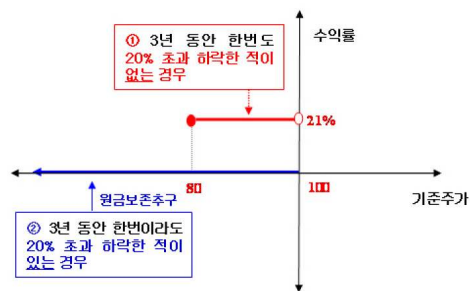 ① 3년 동안 한번도
20% 초과 하락한 적이
없는 경우
수익률
21%
80
100
기준주가
원금보존추구
② 3년 동안 한번이라도
20% 초과 하락한 적이
있는 경우